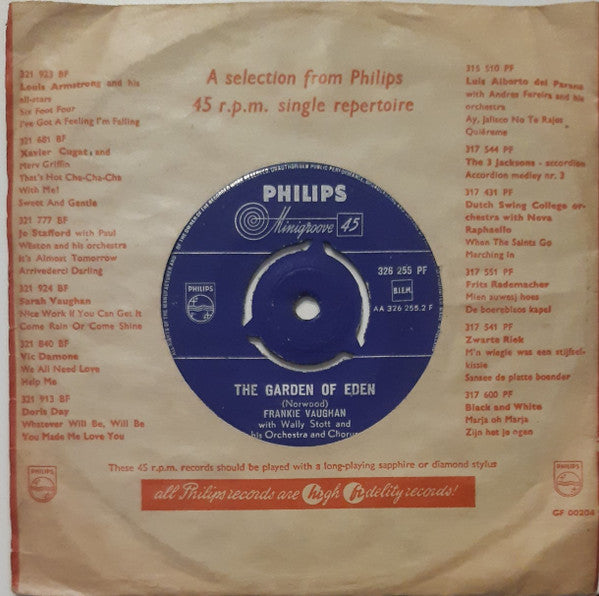 A selection from Philips
45 r.p.m. single repertoire
321 923 BF
Louis Armstrong and his
all-stars
Six Foot Four
I've Got A Feeling I'm Falling
321 681 BF
Xavier Cugat and
Merv Griffin
That's Not Cha-Cha-Cha
With Me!
Sweet And Gentle
321 777 BF
Jo Stafford with Paul
Weston and his orchestra
It's Almost Tomorrow
Arrivederci Darling
321 924 BF
Sarah Vaughan
Nice Work If You Can Get It
Come Rain Or Come Shine
321 840 BF
Vic Damone
We All Need Love
Help Me
321 913 BF
Doris Day
Whatever Will Be, Will Be
You Made Me Love You
PHILIPS
Minigroove 45
326 255 PF
B.I.E.M.
PHILIPS
AA 326 255.2 F
THE GARDEN OF EDEN
(Norwood)
FRANKIE VAUGHAN
with Wally Stott and
his Orchestra and Chorus
315 510 PF
Luis Alberto del Parana
with Andres Pereira and his
orchestra
Ay, Jalisco No Te Rajes
Quiéreme
317 544 PF
The 3 Jacksons - accordion
Accordion medley nr. 3
317 431 PF
Dutch Swing College or-
chestra with Neva
Raphaello
When The Saints Go
Marching In
317 551 PF
Frits Rademacher
Mien suwesj hoes
De boerebloas kapel
317 541 PF
Zwarte Riek
M'n wiegie was een stijfsel-
kissie
Sansee de platte boender
317 600 PF
Black and White
Marja oh Marja
Zijn het je ogen
These 45 r.p.m. records should be played with a long-playing sapphire or diamond stylus
PHILIPS
all Philips records are high fidelity records!
PHILIPS
GF 00204